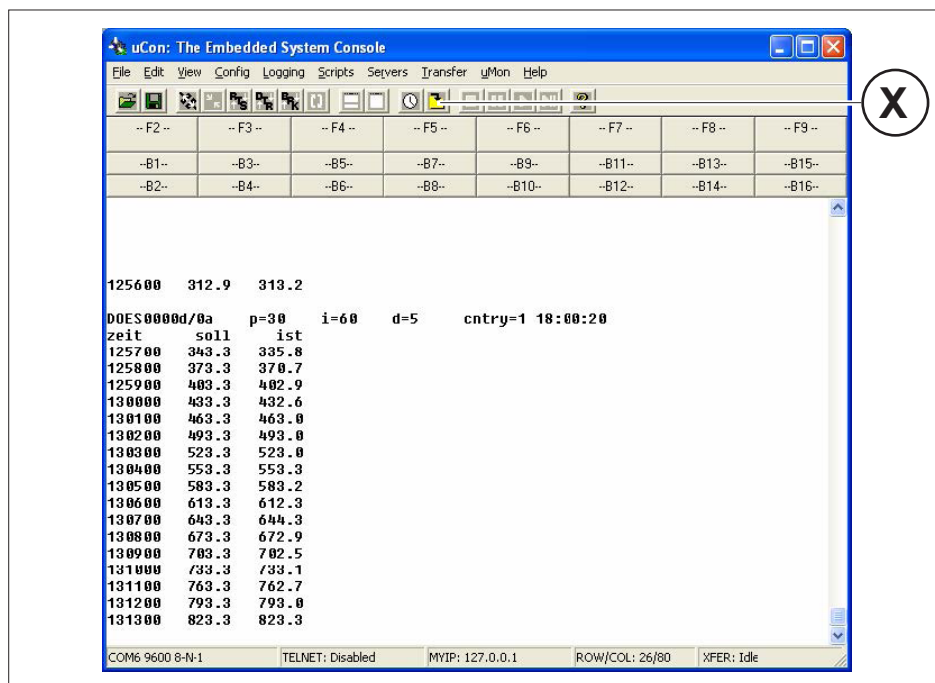 uCon: The Embedded System Console
File Edit View Config Logging Scripts Servers Transfer uMon Help
RTS DTR BRK
X
-- F2 -- -- F3 -- -- F4 -- -- F5 -- -- F6 -- -- F7 -- -- F8 -- -- F9 --
--B1-- --B3-- --B5-- --B7-- --B9-- --B11-- --B13-- --B15--
--B2-- --B4-- --B6-- --B8-- --B10-- --B12-- --B14-- --B16--
125600 312.9 313.2
DOES0000d/0a p=30 i=60 d=5 cntry=1 18:00:20
zeit soll ist
125700 343.3 335.8
125800 373.3 370.7
125900 403.3 402.9
130000 433.3 432.6
130100 463.3 463.0
130200 493.3 493.0
130300 523.3 523.0
130400 553.3 553.3
130500 583.3 583.2
130600 613.3 612.3
130700 643.3 644.3
130800 673.3 672.9
130900 703.3 702.5
131000 733.3 733.1
131100 763.3 762.7
131200 793.3 793.0
131300 823.3 823.3
COM6 9600 8-N-1 TELNET: Disabled MYIP: 127.0.0.1 ROW/COL: 26/80 XFER: Idle